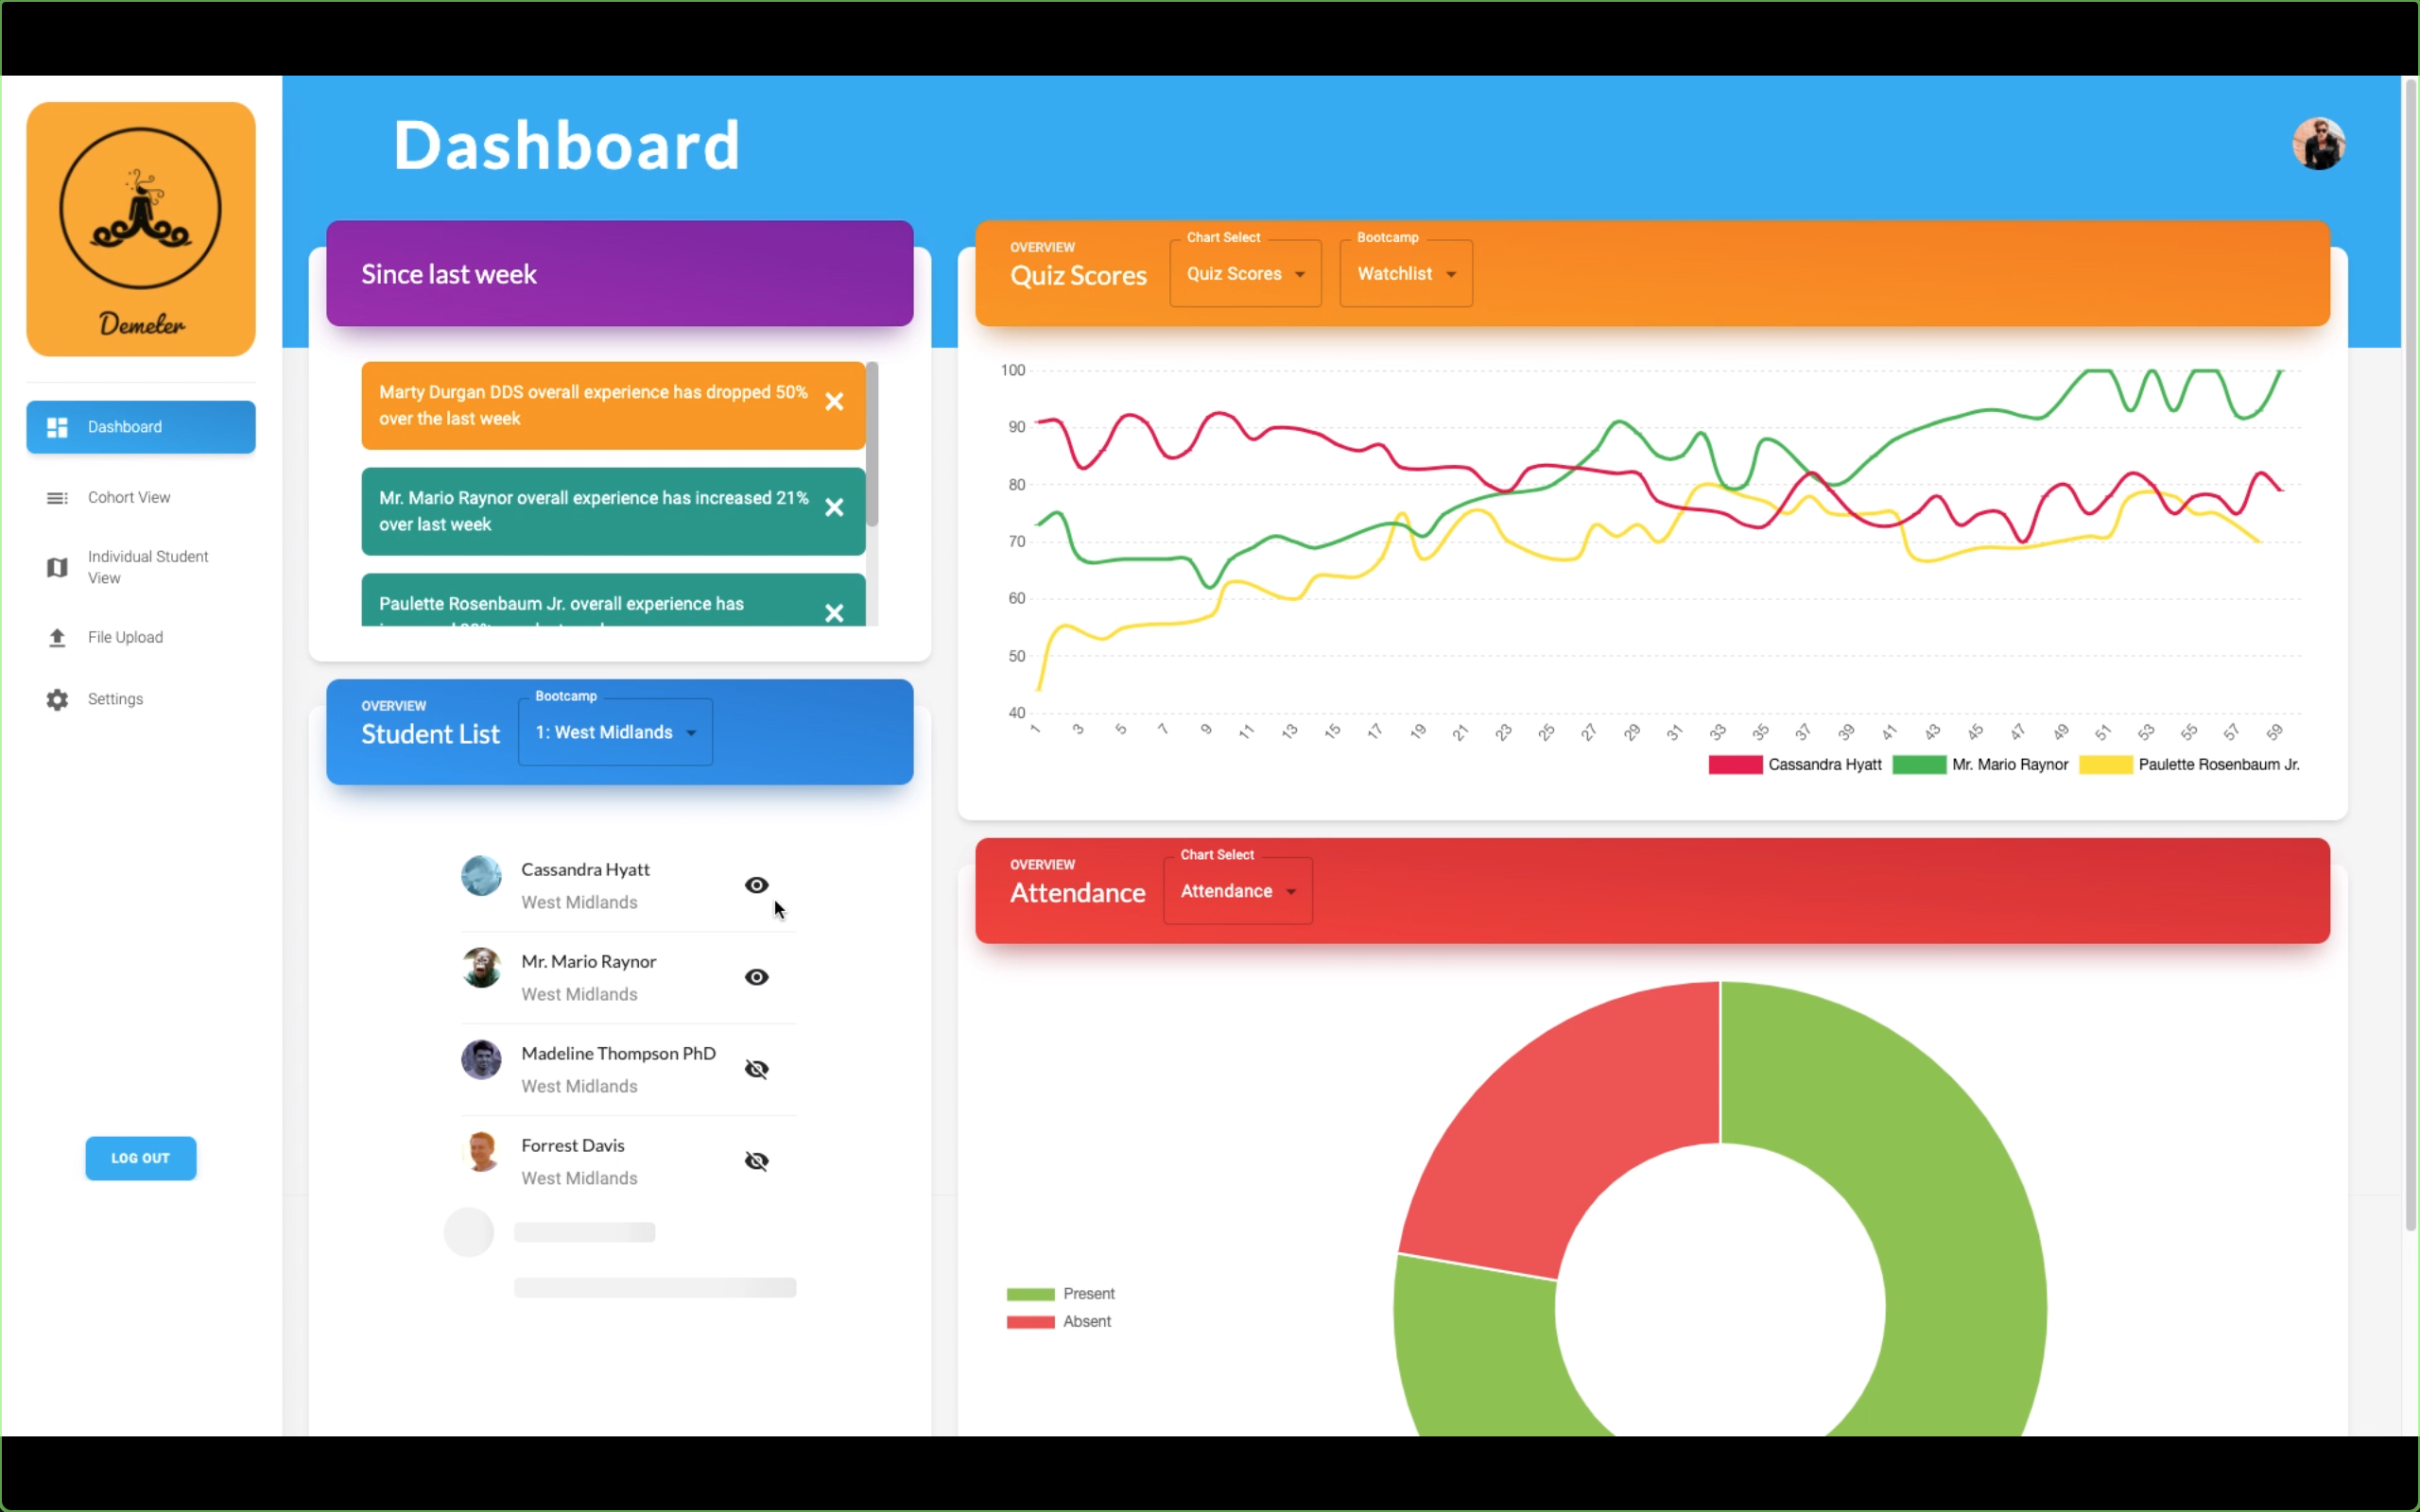 Demeter
Dashboard
Cohort View
Individual Student
View
File Upload
Settings
LOG OUT
Dashboard
Since last week
Marty Durgan DDS overall experience has dropped 50%
over the last week
Mr. Mario Raynor overall experience has increased 21%
over last week
Paulette Rosenbaum Jr. overall experience has
OVERVIEW
Student List
Bootcamp
1: West Midlands
Cassandra Hyatt
West Midlands
Mr. Mario Raynor
West Midlands
Madeline Thompson PhD
West Midlands
Forrest Davis
West Midlands
OVERVIEW
Quiz Scores
Chart Select
Quiz Scores
Bootcamp
Watchlist
100
90
80
70
60
50
40
1 3 5 7 9 11 13 15 17 19 21 23 25 27 29 31 33 35 37 39 41 43 45 47 49 51 53 55 57 59
Cassandra Hyatt Mr. Mario Raynor Paulette Rosenbaum Jr.
OVERVIEW
Attendance
Chart Select
Attendance
Present
Absent